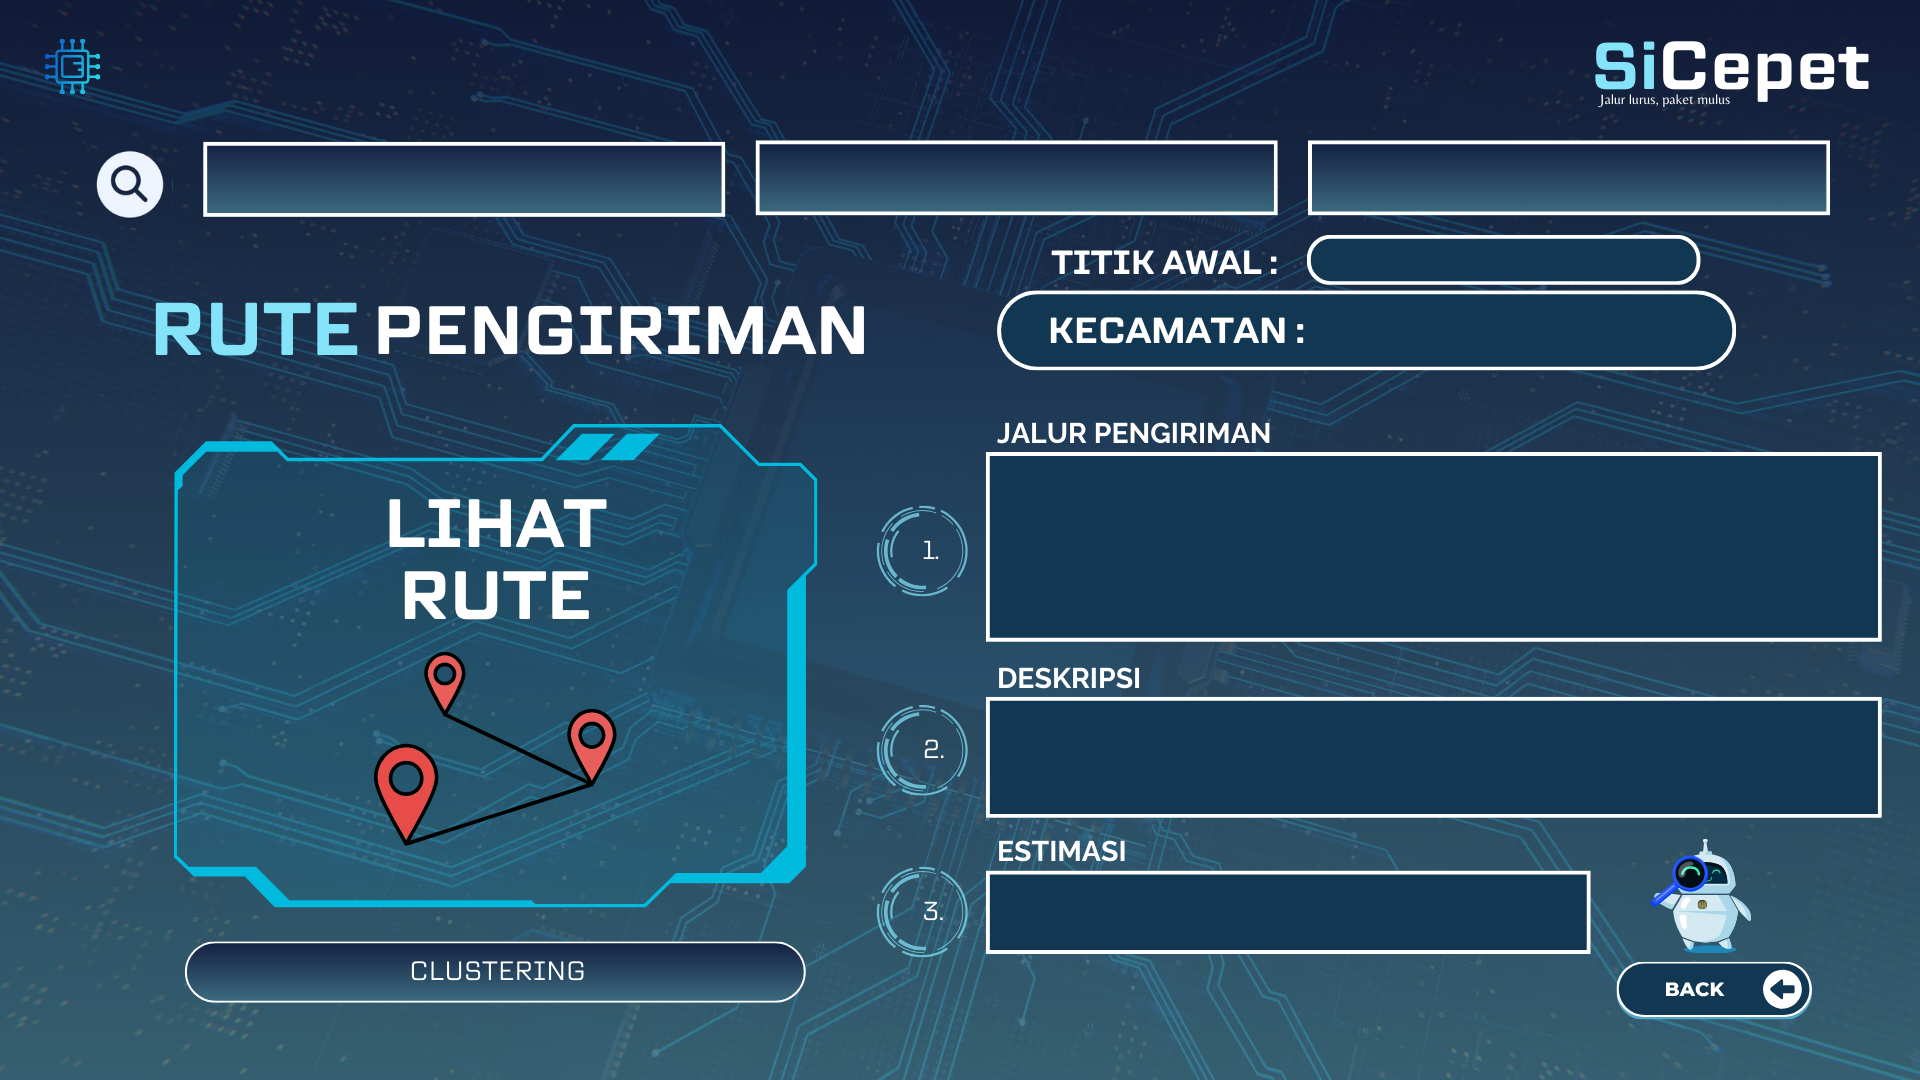 SiCepet
Jalur lurus, paket mulus
TITIK AWAL :
KECAMATAN :
RUTE PENGIRIMAN
LIHAT
RUTE
CLUSTERING
JALUR PENGIRIMAN
1.
DESKRIPSI
2.
ESTIMASI
3.
BACK